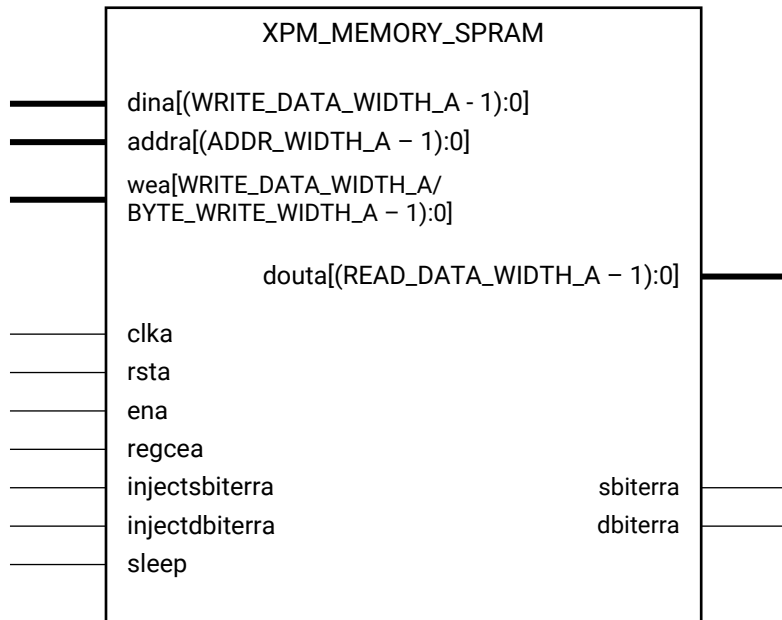 XPM_MEMORY_SPRAM
dina[(WRITE_DATA_WIDTH_A - 1):0]
addra[(ADDR_WIDTH_A – 1):0]
wea[WRITE_DATA_WIDTH_A/
BYTE_WRITE_WIDTH_A – 1):0]
douta[(READ_DATA_WIDTH_A – 1):0]
clka
rsta
ena
regcea
injectsbiterra
sbiterra
injectdbiterra
dbiterra
sleep